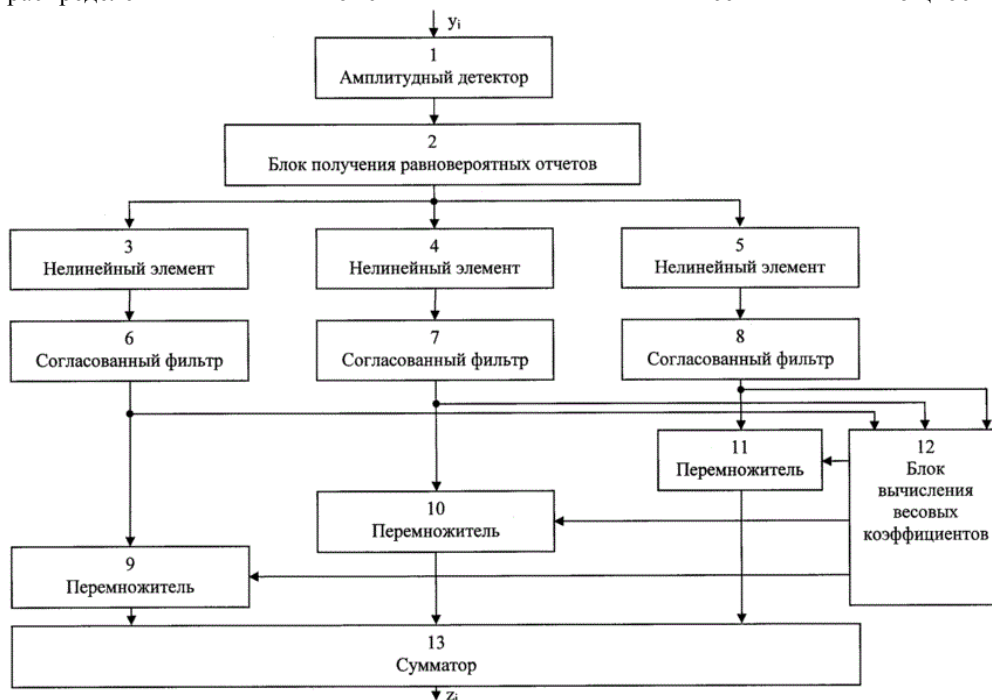 yᵢ
1
Амплитудный детектор
2
Блок получения равновероятных отчетов
3
Нелинейный элемент
4
Нелинейный элемент
5
Нелинейный элемент
6
Согласованный фильтр
7
Согласованный фильтр
8
Согласованный фильтр
11
Перемножитель
12
Блок
вычисления
весовых
коэффициентов
10
Перемножитель
9
Перемножитель
13
Сумматор
zᵢ